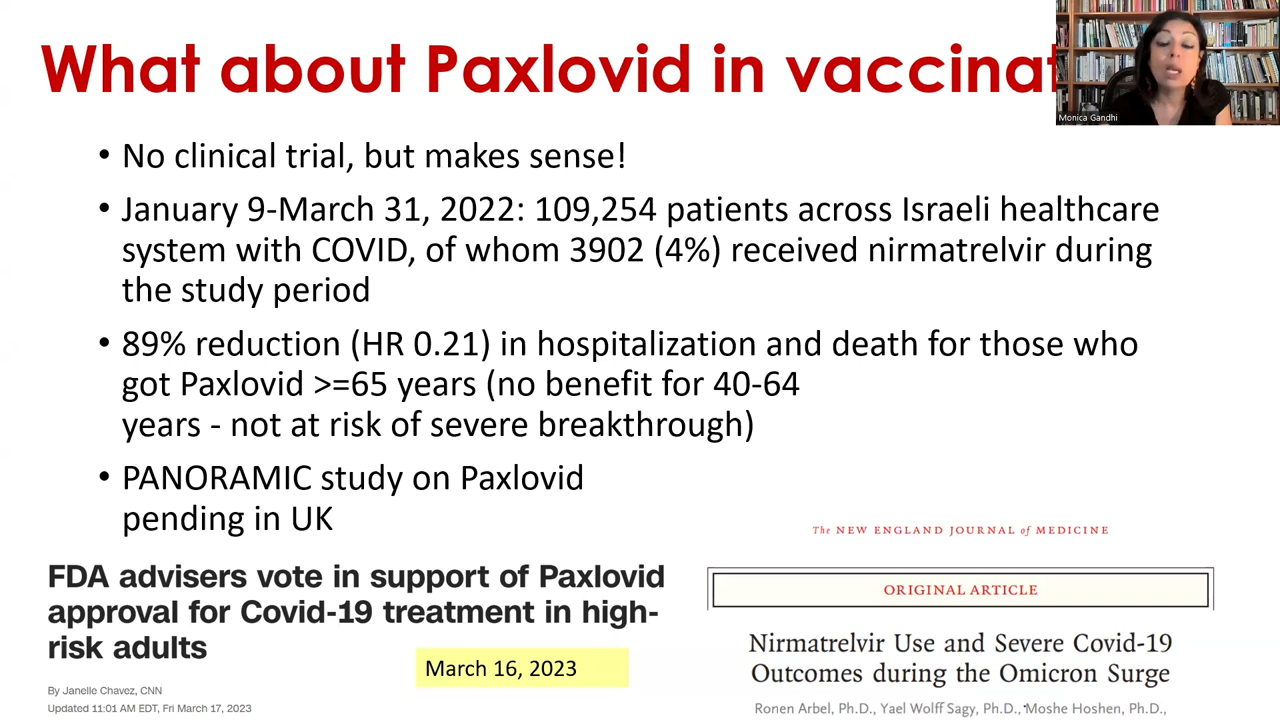 What about Paxlovid in vaccinat
Monica Gandhi
• No clinical trial, but makes sense!
• January 9-March 31, 2022: 109,254 patients across Israeli healthcare
system with COVID, of whom 3902 (4%) received nirmatrelvir during
the study period
• 89% reduction (HR 0.21) in hospitalization and death for those who
got Paxlovid >=65 years (no benefit for 40-64
years - not at risk of severe breakthrough)
• PANORAMIC study on Paxlovid
pending in UK
FDA advisers vote in support of Paxlovid
approval for Covid-19 treatment in high-
risk adults
March 16, 2023
By Janelle Chavez, CNN
Updated 11:01 AM EDT, Fri March 17, 2023
The NEW ENGLAND JOURNAL of MEDICINE
ORIGINAL ARTICLE
Nirmatrelvir Use and Severe Covid-19
Outcomes during the Omicron Surge
Ronen Arbel, Ph.D., Yael Wolff Sagy, Ph.D., Moshe Hoshen, Ph.D.,